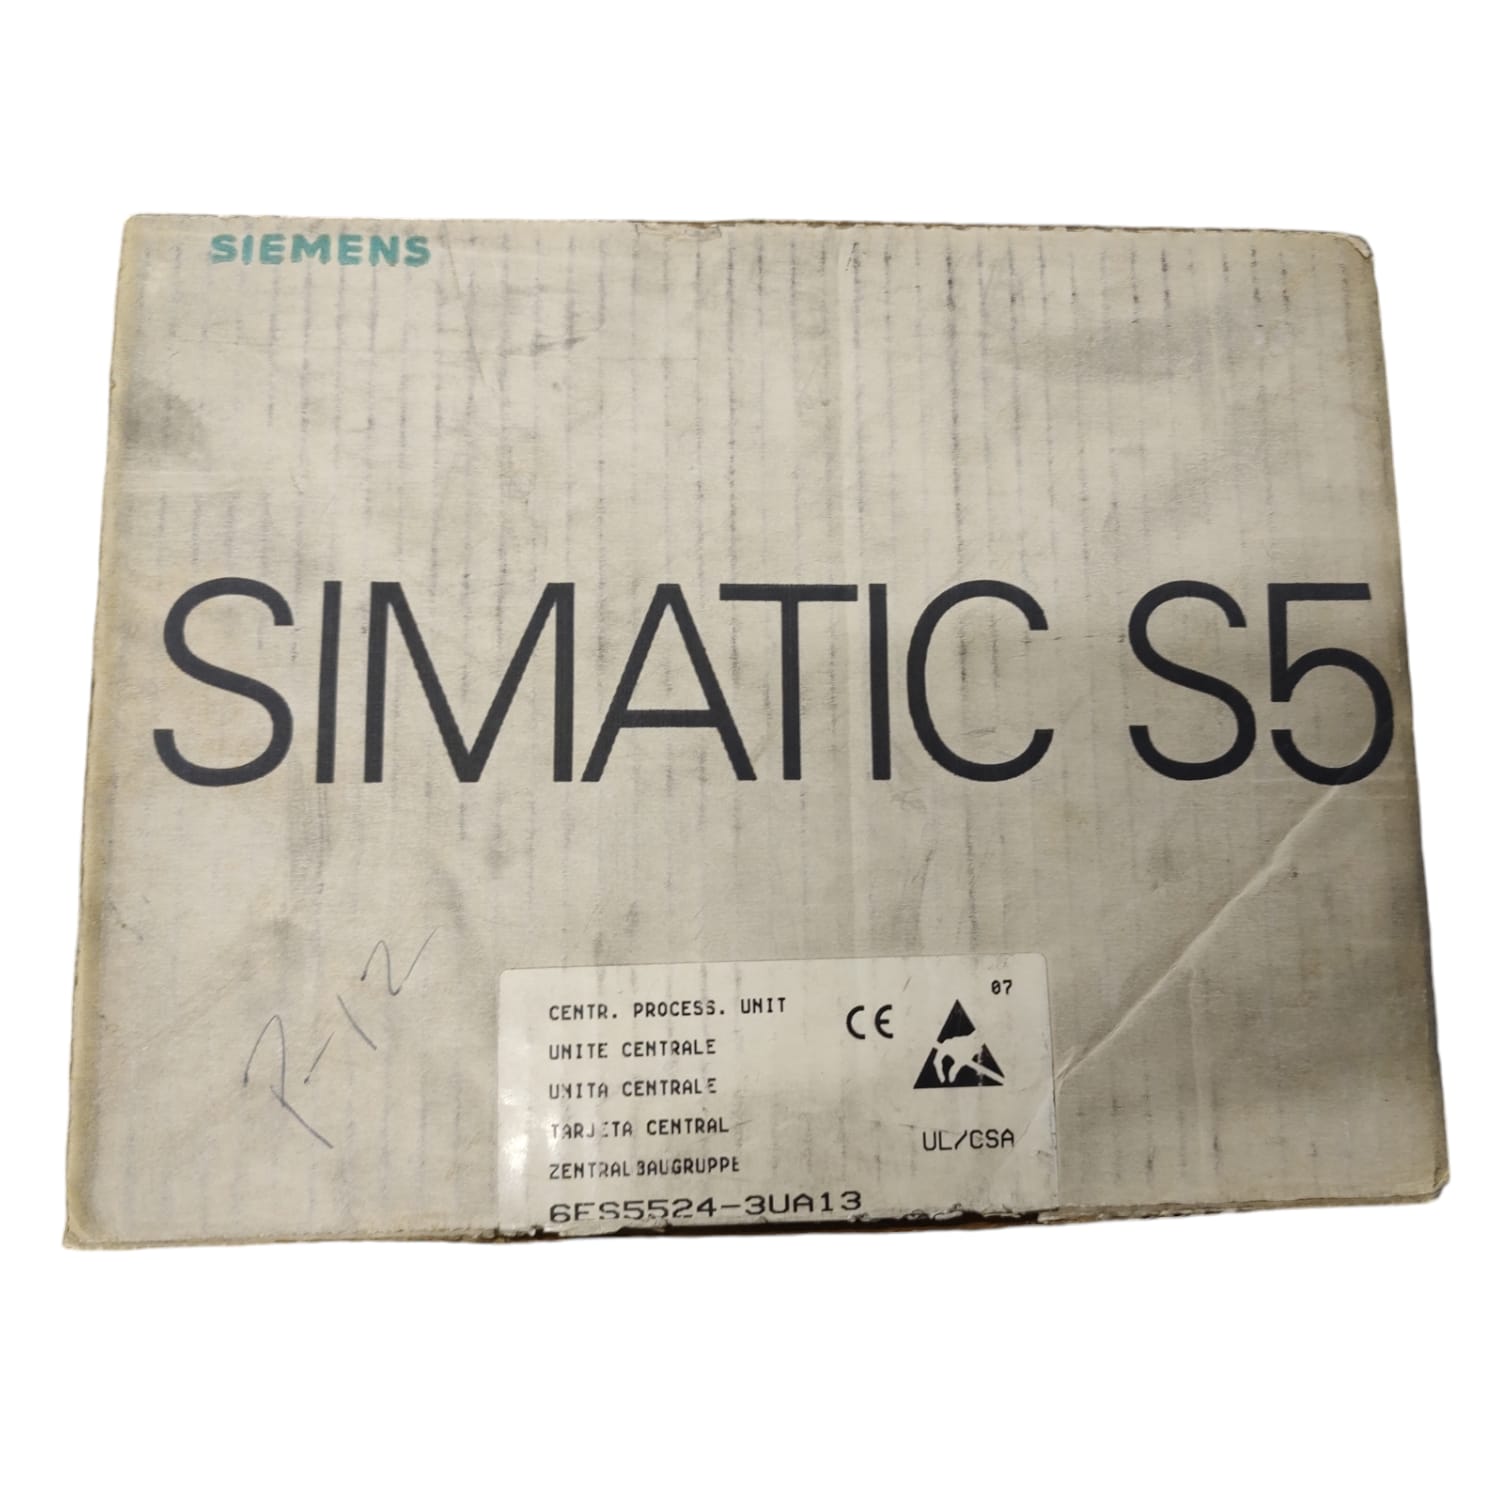 SIEMENS
SIMATIC S5
P-12
07
CENTR. PROCESS. UNIT
CE
UNITE CENTRALE
UNITA CENTRALE
TARJETA CENTRAL
UL/CSA
ZENTRALBAUGRUPPE
6ES5524-3UA13